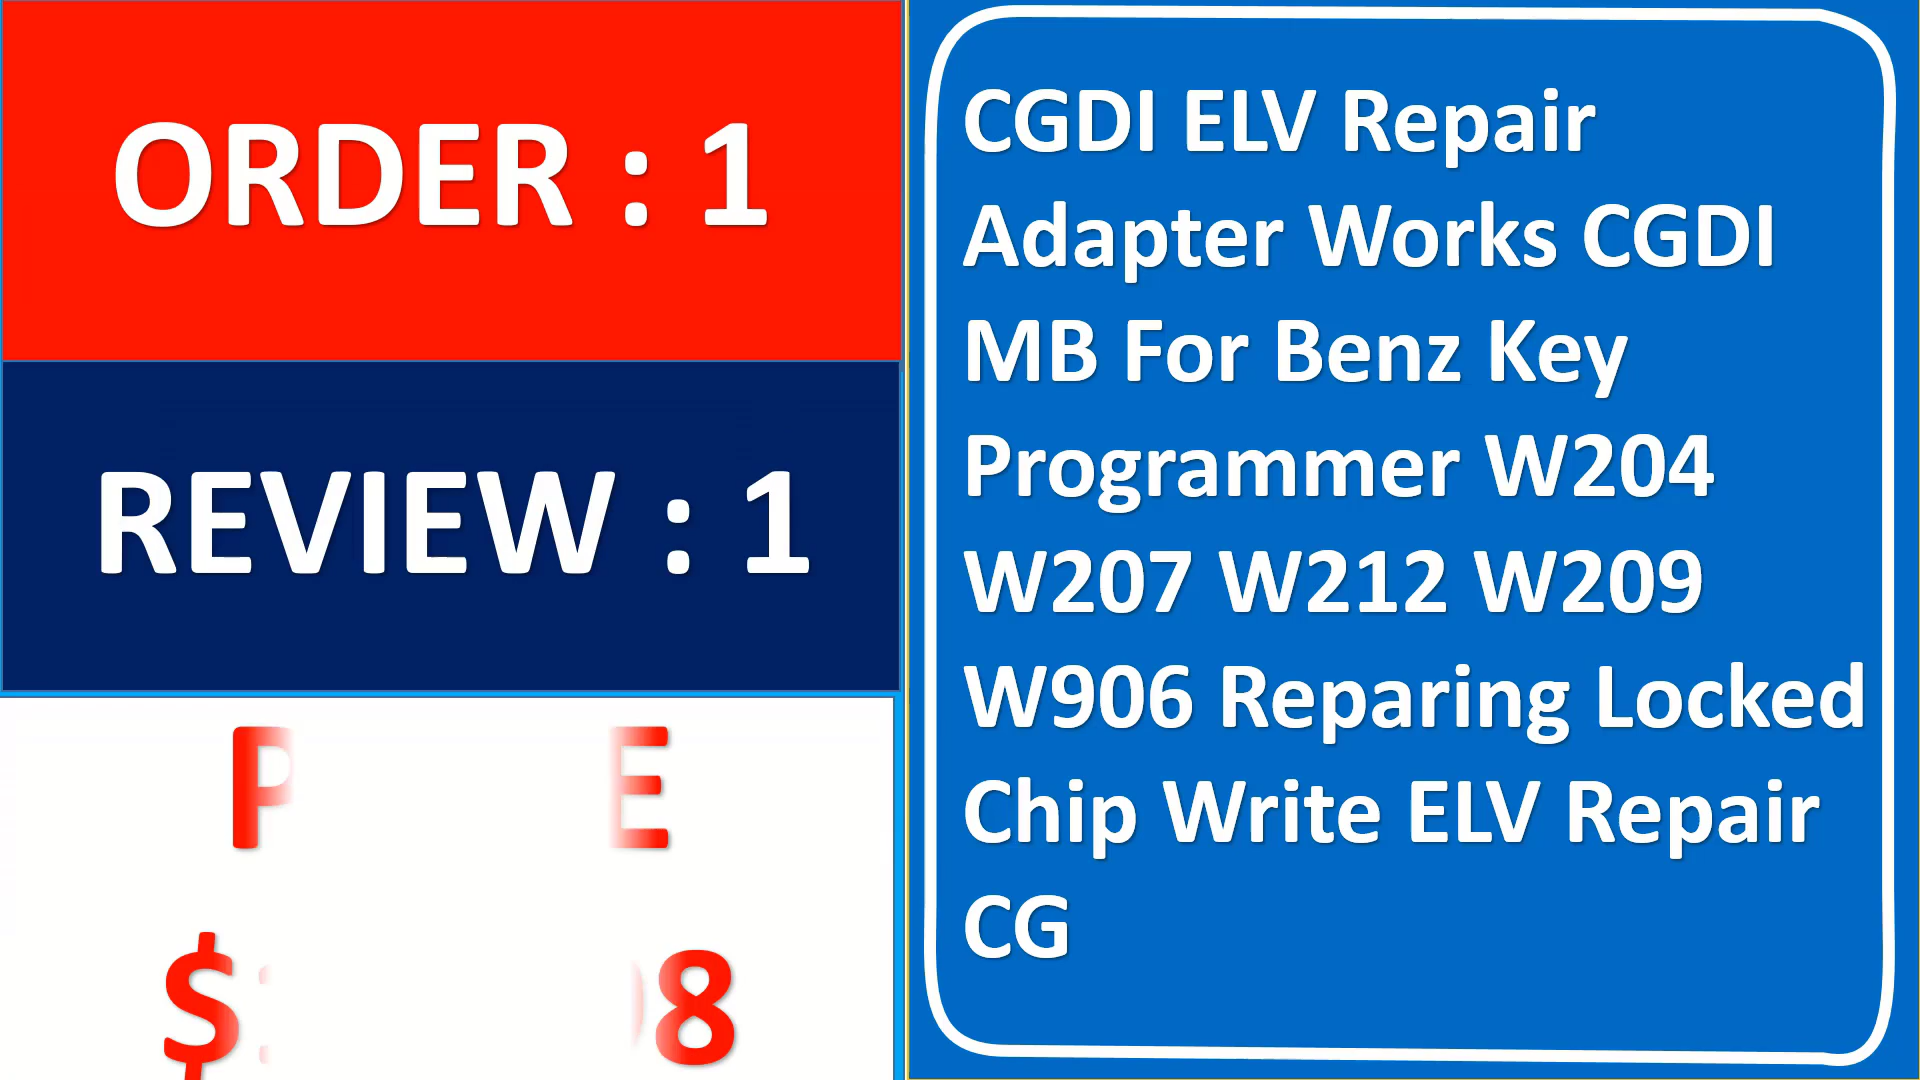 ORDER : 1
REVIEW : 1
CGDI ELV Repair
Adapter Works CGDI
MB For Benz Key
Programmer W204
W207 W212 W209
W906 Reparing Locked
Chip Write ELV Repair
CG